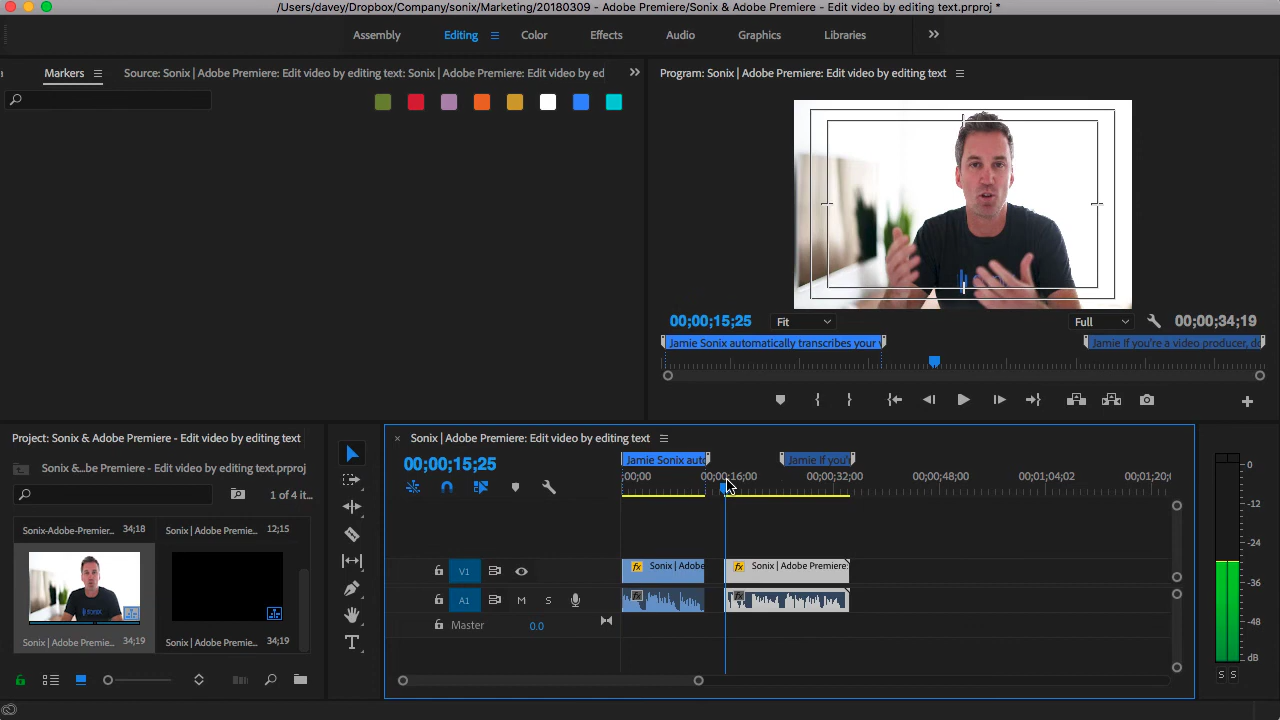 /Users/davey/Dropbox/Company/sonix/Marketing/20180309 - Adobe Premiere/Sonix & Adobe Premiere - Edit video by editing text.prproj *
Assembly Editing Color Effects Audio Graphics Libraries
Markers Source: Sonix | Adobe Premiere: Edit video by editing text: Sonix | Adobe Premiere: Edit video by ed
Program: Sonix | Adobe Premiere: Edit video by editing text
00;00;15;25 Fit Full 00;00;34;19
Jamie Sonix automatically transcribes your v Jamie If you're a video producer, do
Project: Sonix & Adobe Premiere - Edit video by editing text
Sonix &...be Premiere - Edit video by editing text.prproj
1 of 4 ite...
Sonix-Adobe-Premier... 34;18 Sonix | Adobe Premie... 12;15
Sonix | Adobe Premie... 34;19 Sonix | Adobe Premie... 34;19
Sonix | Adobe Premiere: Edit video by editing text
00;00;15;25
Jamie Sonix auto Jamie If you'
;00;00 00;00;16;00 00;00;32;00 00;00;48;00 00;01;04;02 00;01;20;0
V1 fx Sonix | Adobe fx Sonix | Adobe Premiere:
A1 M S fx fx
Master 0.0
0
-12
-24
-36
-48
dB
S S